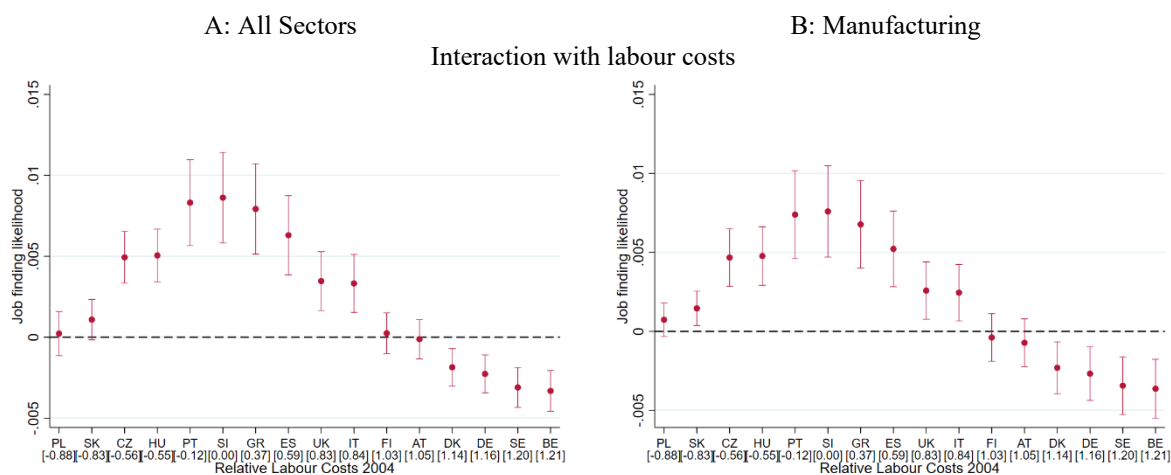 A: All Sectors
B: Manufacturing
Interaction with labour costs
Job finding likelihood
.015
.01
.005
0
-.005
PL SK CZ HU PT SI GR ES UK IT FI AT DK DE SE BE
[-0.88][-0.83][-0.56][-0.55][-0.12] [0.00] [0.37] [0.59] [0.83] [0.84] [1.03] [1.05] [1.14] [1.16] [1.20] [1.21]
Relative Labour Costs 2004
Job finding likelihood
.015
.01
.005
0
-.005
PL SK CZ HU PT SI GR ES UK IT FI AT DK DE SE BE
[-0.88][-0.83][-0.56][-0.55][-0.12] [0.00] [0.37] [0.59] [0.83] [0.84] [1.03] [1.05] [1.14] [1.16] [1.20] [1.21]
Relative Labour Costs 2004